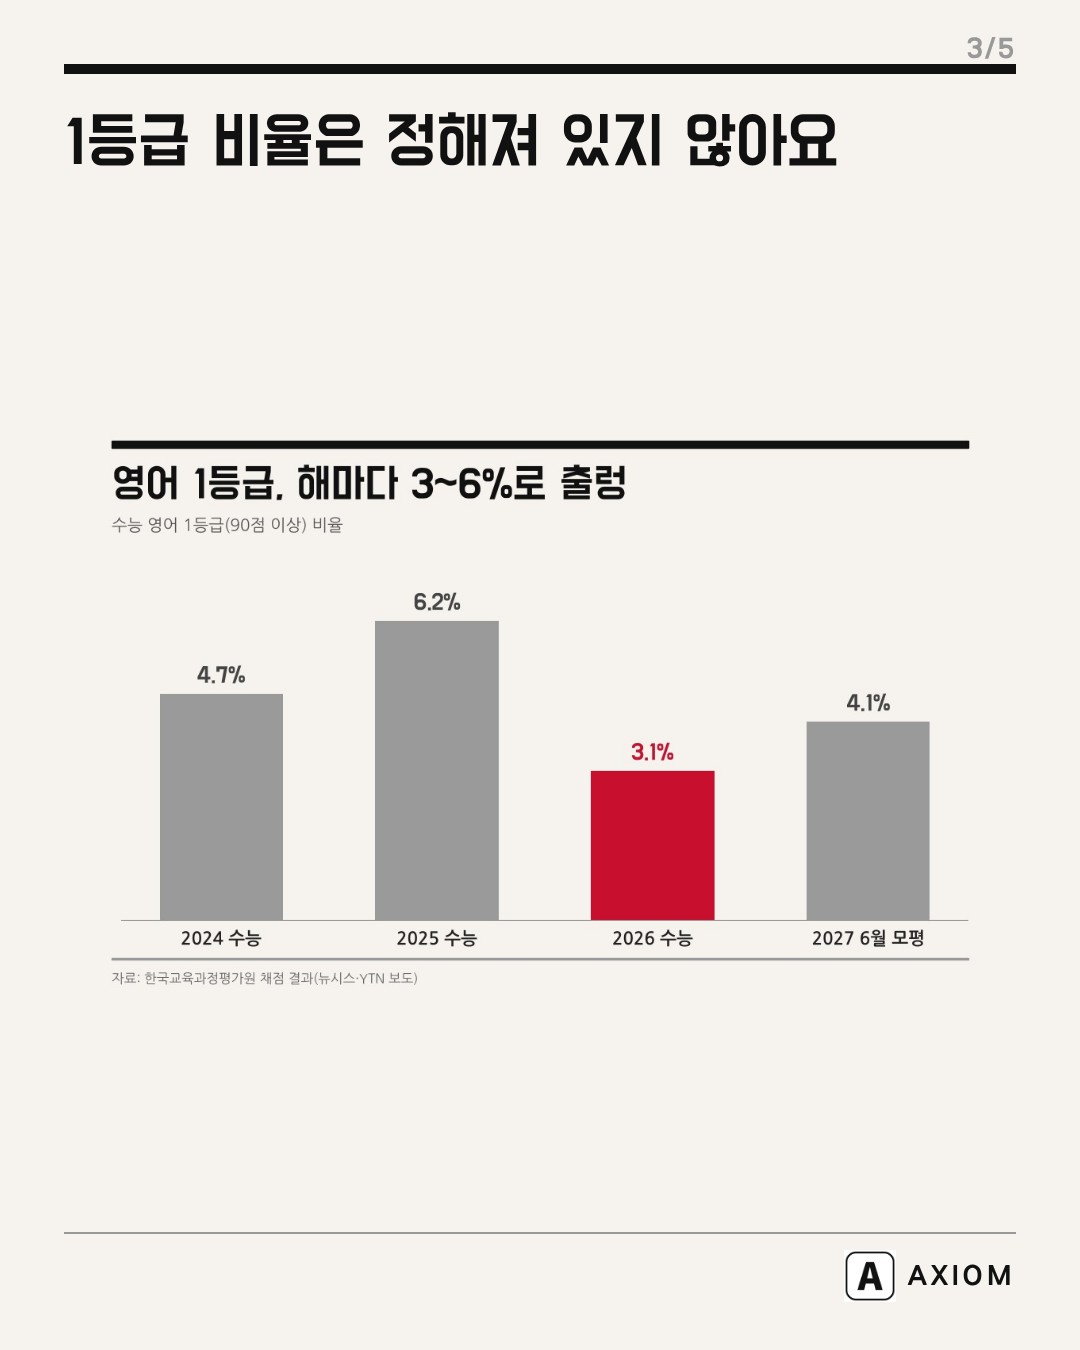 3/5
1등급 비율은 정해져 있지 않아요
영어 1등급, 해마다 3~6%로 출렁
수능 영어 1등급(90점 이상) 비율
4.7%
6.2%
3.1%
4.1%
2024 수능
2025 수능
2026 수능
2027 6월 모평
자료: 한국교육과정평가원 채점 결과(뉴시스·YTN 보도)
A AXIOM